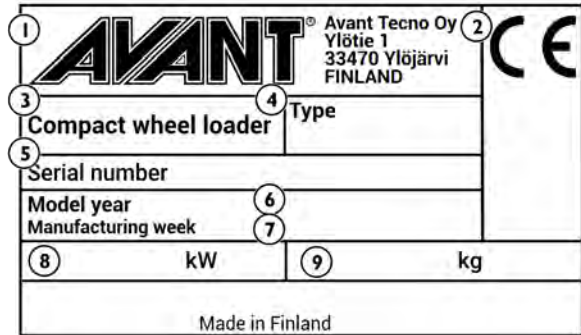 1 AVANT® Avant Tecno Oy 2 CE
Ylötie 1
33470 Ylöjärvi
FINLAND
3 Compact wheel loader 4 Type
5 Serial number
Model year 6
Manufacturing week 7
8 kW 9 kg
Made in Finland